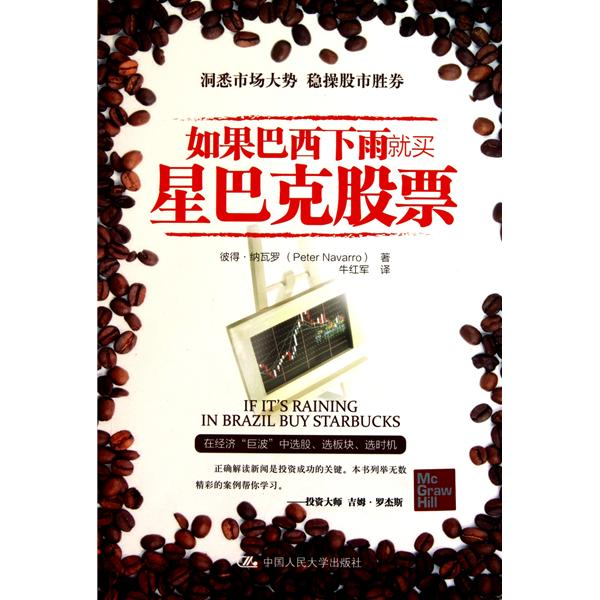 洞悉市场大势 稳操股市胜券
如果巴西下雨就买
星巴克股票
彼得·纳瓦罗（Peter Navarro） 著
牛红军 译
IF IT'S RAINING
IN BRAZIL BUY STARBUCKS
在经济“巨波”中选股、选板块、选时机
正确解读新闻是投资成功的关键。本书列举无数
精彩的案例帮你学习。
——投资大师 吉姆·罗杰斯
Mc
Graw
Hill
中国人民大学出版社